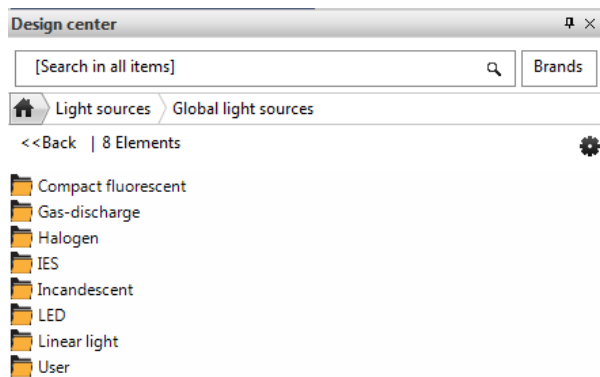 Design center
[Search in all items] Brands
Light sources Global light sources
<<Back | 8 Elements
Compact fluorescent
Gas-discharge
Halogen
IES
Incandescent
LED
Linear light
User